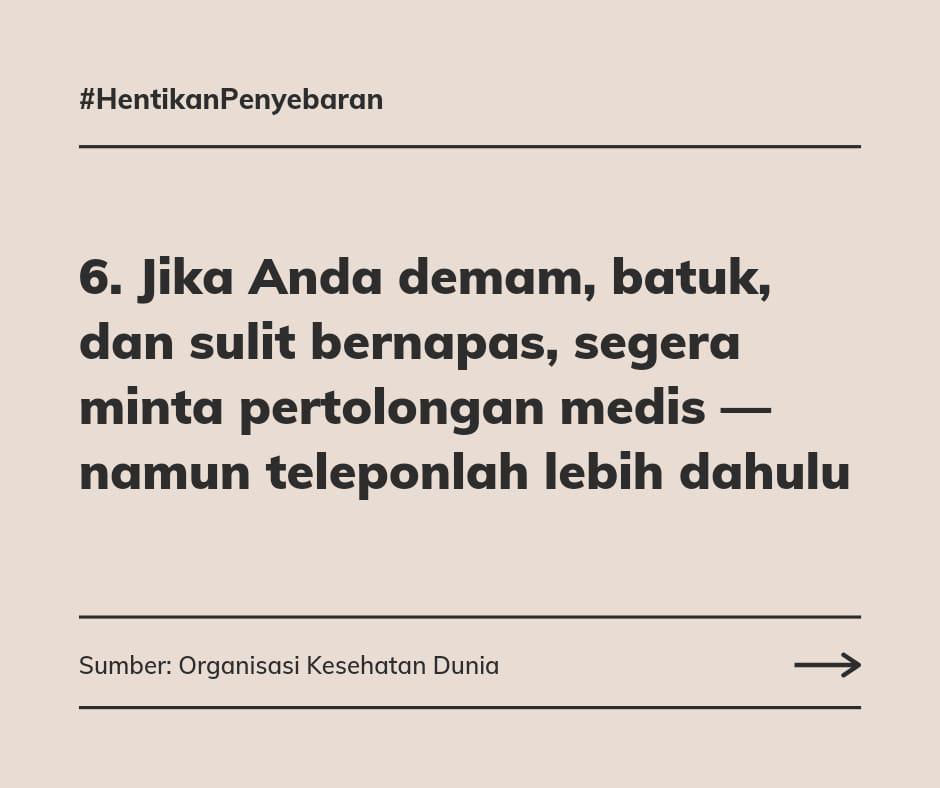 #HentikanPenyebaran
6. Jika Anda demam, batuk,
dan sulit bernapas, segera
minta pertolongan medis —
namun teleponlah lebih dahulu
Sumber: Organisasi Kesehatan Dunia